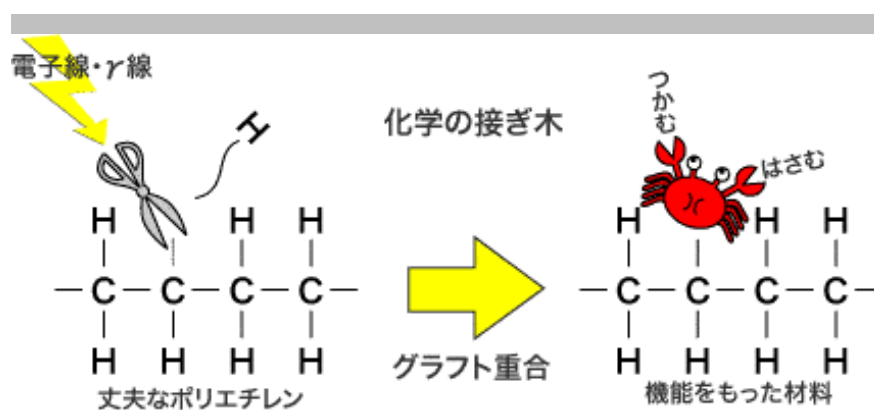 電子線・γ線
H
化学の接ぎ木
つかむ
はさむ
H H H
－C－C－C－C－
H H H H
丈夫なポリエチレン
グラフト重合
H H H
－C－C－C－C－
H H H H
機能をもった材料